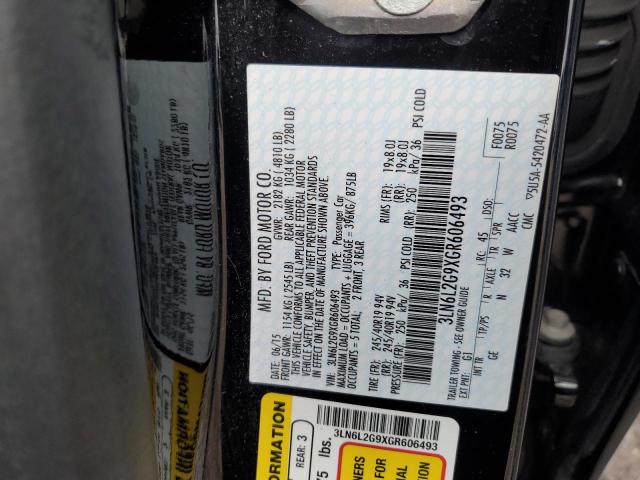 MFD. BY FORD MOTOR CO.
DATE: 06/15 GVWR: 2182 KG ( 4810 LB)
FRONT GAWR: 1154 KG ( 2545 LB) REAR GAWR: 1034 KG ( 2280 LB)
THIS VEHICLE CONFORMS TO ALL APPLICABLE FEDERAL MOTOR
VEHICLE SAFETY, BUMPER, AND THEFT PREVENTION STANDARDS
IN EFFECT ON THE DATE OF MANUFACTURE SHOWN ABOVE.
VIN: 3LN6L2G9XGR606493 TYPE: Passenger Car
MAXIMUM LOAD = OCCUPANTS + LUGGAGE = 396KG/ 875LB
OCCUPANTS = 5 TOTAL; 2 FRONT, 3 REAR
TIRE (FR): 245/40R19 94V RIMS (FR): 19x8.0J
TIRE (RR): 245/40R19 94V (RR): 19x8.0J
PRESSURE (FR): 250 kPa/ 36 PSI COLD (RR): 250 kPa/ 36 PSI COLD
3LN6L2G9XGR606493
TRAILER TOWING - SEE OWNER GUIDE
EXT PNT: G1 KG: 45 DSO: F0075
R0075
INT TR TP/PS R AXLE TR SPR
GE N 32 W AACC
CMC 5U5A-5420472-AA
FORMATION
REAR: 3
lbs.
3LN6L2G9XGR606493
FOR